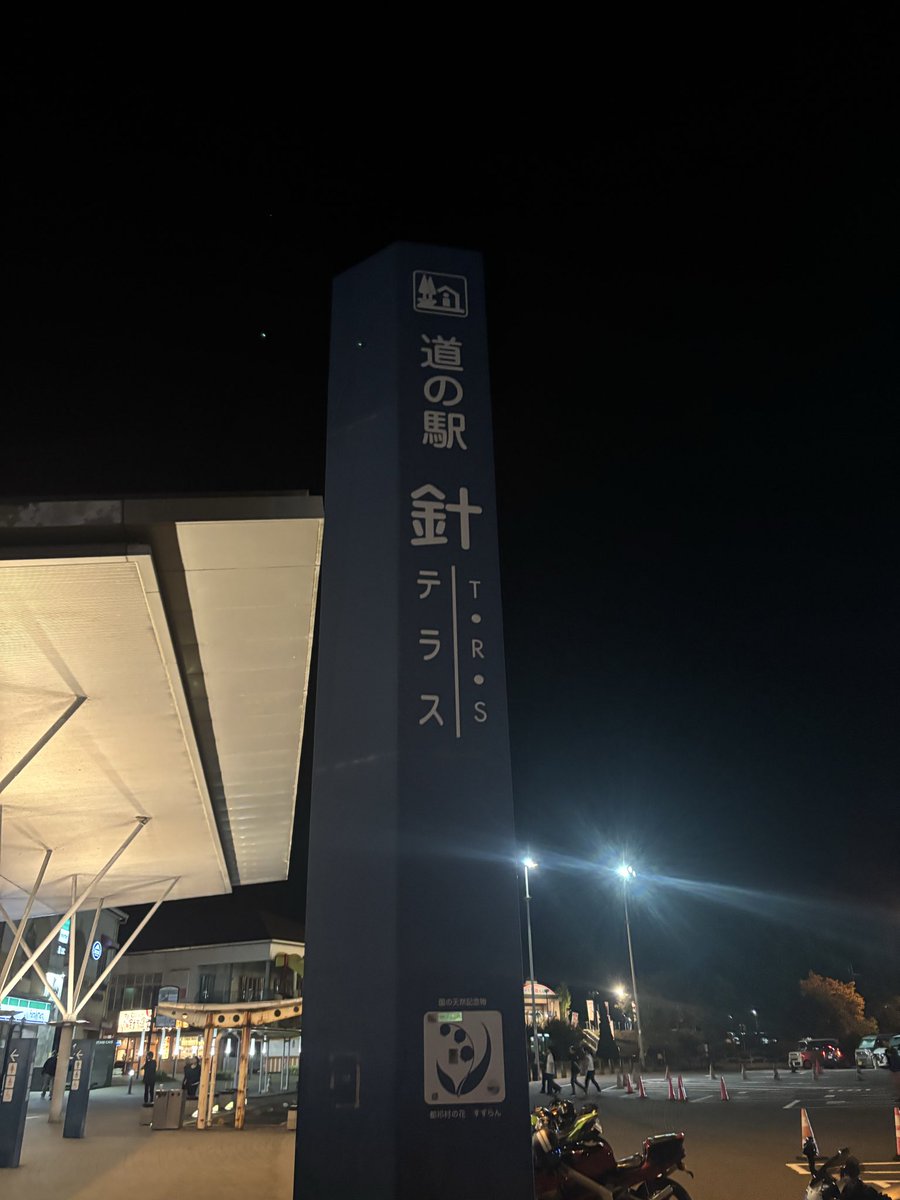 道の駅
針
テラス
T・R・S
国の天然記念物
都祁村の花 すずらん